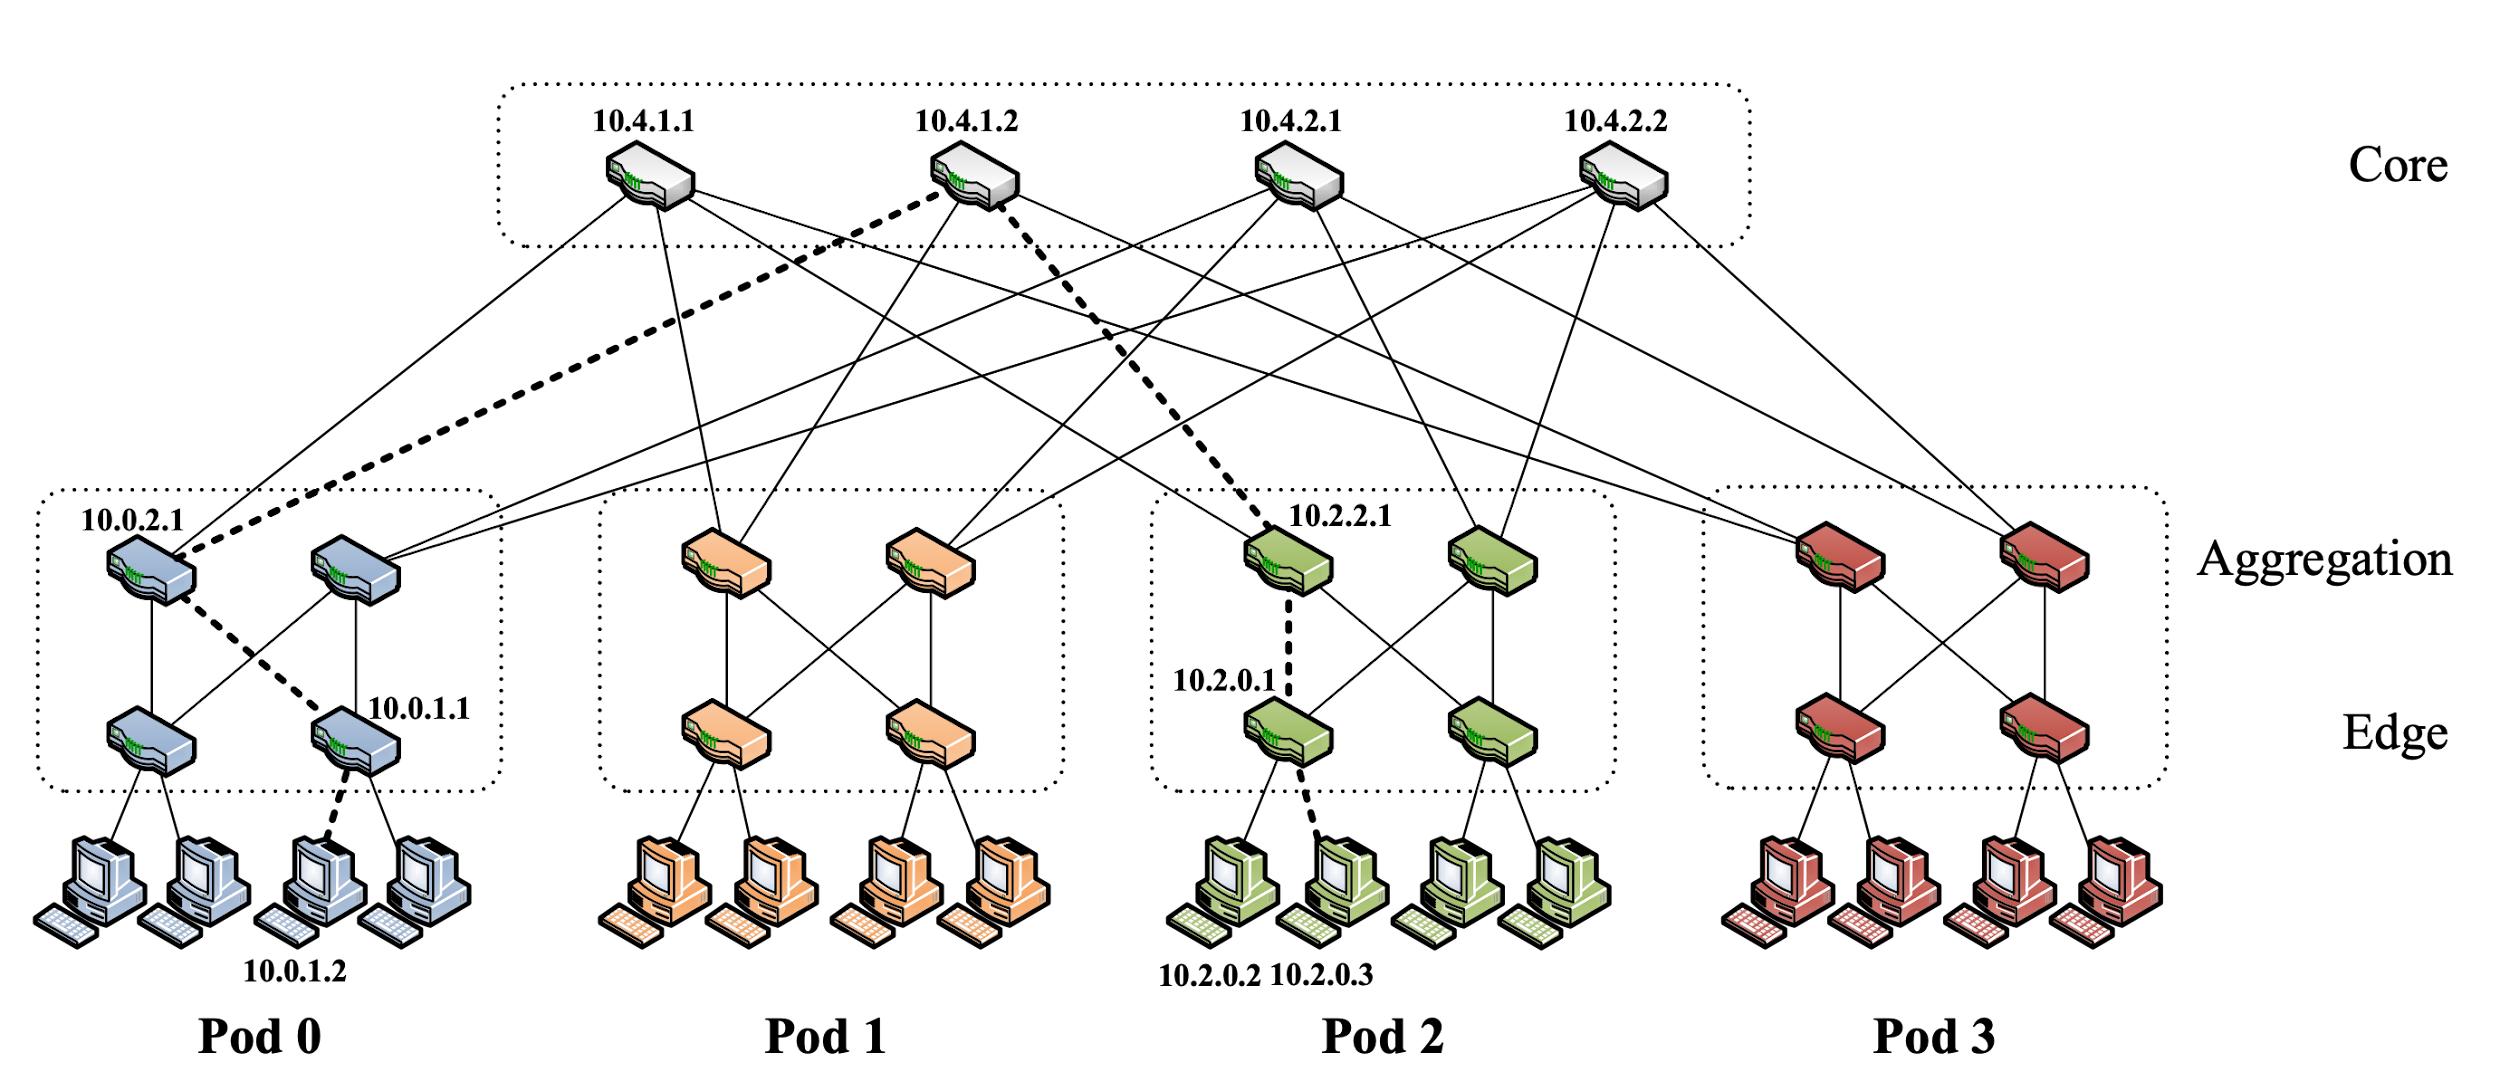 10.4.1.1
10.4.1.2
10.4.2.1
10.4.2.2
Core
10.0.2.1
10.2.2.1
Aggregation
10.2.0.1
10.0.1.1
Edge
10.0.1.2
10.2.0.2
10.2.0.3
Pod 0
Pod 1
Pod 2
Pod 3